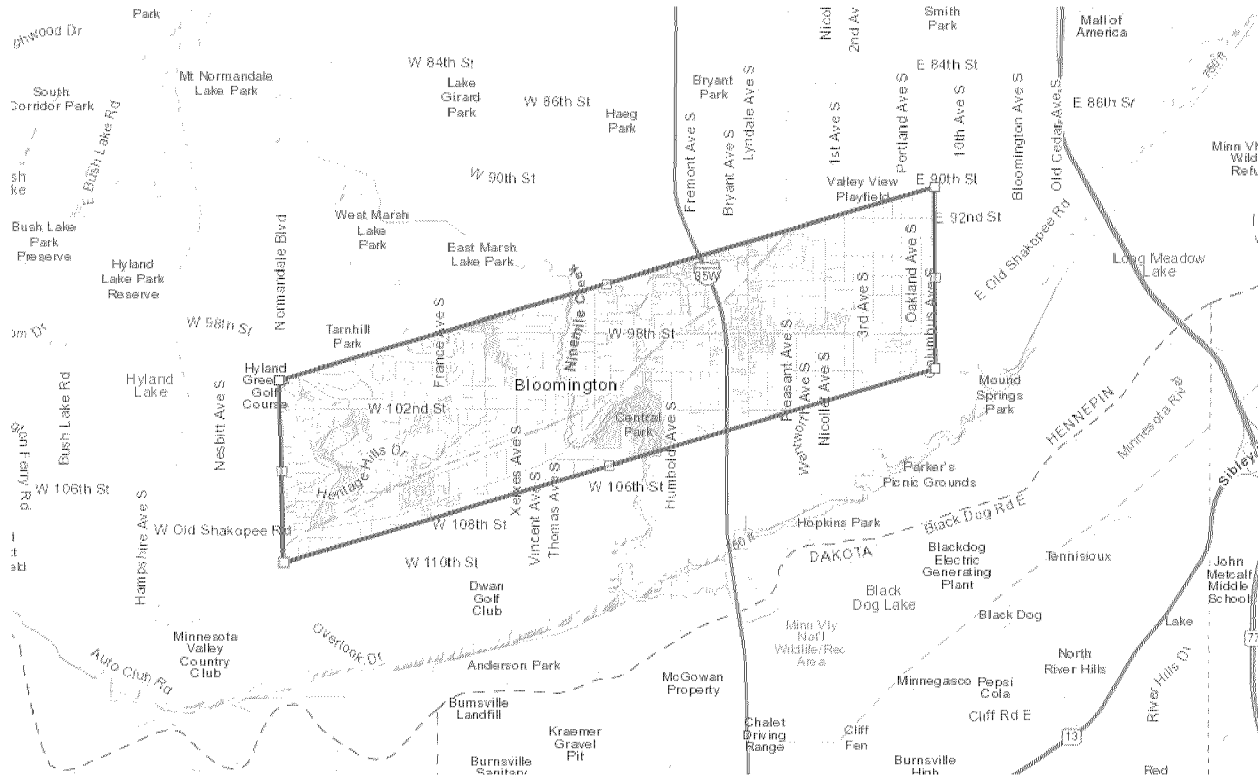 Park
Smith
Park
Mall of
America
W 84th St
E 84th St
Mt Normandale
Lake Park
Lake
Girard
Park
Bryant
Park
South
W 86th St
Haeg
Park
E Bush Lake Rd
Fremont Ave S
Bryant Ave S
Lyndale Ave S
1st Ave S
Portland Ave S
10th Ave S
Bloomington Ave S
Old Cedar Ave S
W 90th St
E 90th St
Valley View
Playfield
E 92nd St
West Marsh
Lake
Park
East Marsh
Lake Park
Bush Lake
Park
Preserve
Hyland
Lake Park
Reserve
Normandale Blvd
E Old Shakopee Rd
Long Meadow
Lake
35W
Ninemile Creek
W 98th St
Tarnhill
Park
France Ave S
W 98th St
3rd Ave S
Oakland Ave S
Columbus Ave S
Hyland
Green
Golf
Course
Hyland
Lake
Bush Lake Rd
Nesbitt Ave S
Bloomington
W 102nd St
Central
Park
Pleasant Ave S
Wentworth Ave S
Nicollet Ave S
Mound
Springs
Park
HENNEPIN
Minnesota River
Heritage Hills Dr
Xerxes Ave S
Vincent Ave S
Thomas Ave S
Humboldt Ave S
W 106th St
W 106th St
Parker's
Picnic Grounds
Sibley
Hampshire Ave S
W Old Shakopee Rd
W 108th St
W 110th St
Hopkins Park
Black Dog Rd E
DAKOTA
Blackdog
Electric
Generating
Plant
Tennisioux
John
Metcalf
Middle
School
Dwan
Golf
Club
Black
Dog Lake
Black Dog
Minnesota
Valley
Country
Club
Overlook Dr
Minn Vly
Nat'l
Wildlife/Rec
Area
Lake
77
Auto Club Rd
Anderson Park
McGowan
Property
North
River Hills
Minnegasco
Pepsi
Cola
River Hills Dr
Burnsville
Landfill
Cliff Rd E
Kraemer
Gravel
Pit
Chalet
Driving
Range
Cliff
Fen
13
Burnsville
Sanitary
Burnsville
High
Red